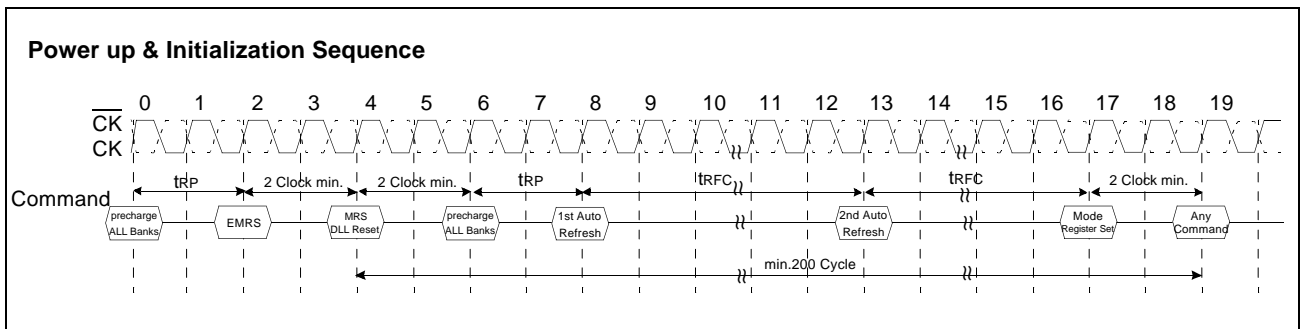 Power up & Initialization Sequence
0 1 2 3 4 5 6 7 8 9 10 11 12 13 14 15 16 17 18 19
CK
CK
tRP 2 Clock min. 2 Clock min. tRP tRFC tRFC 2 Clock min.
Command
precharge
ALL Banks
EMRS
MRS
DLL Reset
precharge
ALL Banks
1st Auto
Refresh
2nd Auto
Refresh
Mode
Register Set
Any
Command
min.200 Cycle